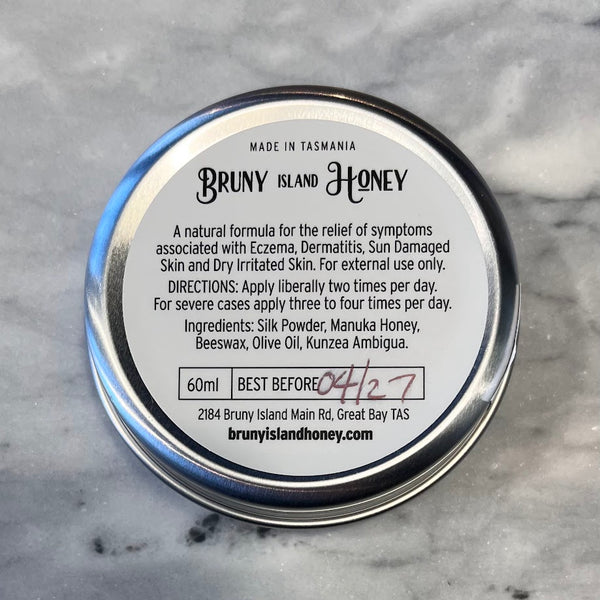 MADE IN TASMANIA
BRUNY ISLAND HONEY
A natural formula for the relief of symptoms
associated with Eczema, Dermatitis, Sun Damaged
Skin and Dry Irritated Skin. For external use only.
DIRECTIONS: Apply liberally two times per day.
For severe cases apply three to four times per day.
Ingredients: Silk Powder, Manuka Honey,
Beeswax, Olive Oil, Kunzea Ambigua.
60ml BEST BEFORE 04/27
2184 Bruny Island Main Rd, Great Bay TAS
brunyislandhoney.com